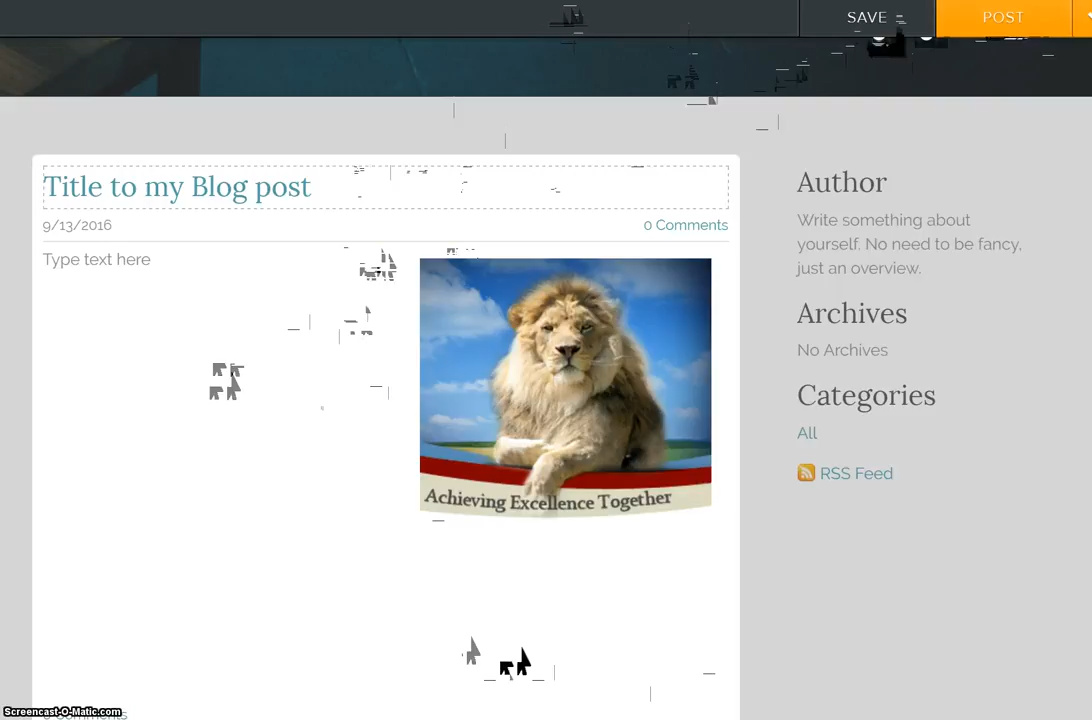 SAVE
POST
Title to my Blog post
9/13/2016
0 Comments
Type text here
Achieving Excellence Together
Author
Write something about
yourself. No need to be fancy,
just an overview.
Archives
No Archives
Categories
All
RSS Feed
Screencast-O-Matic.com